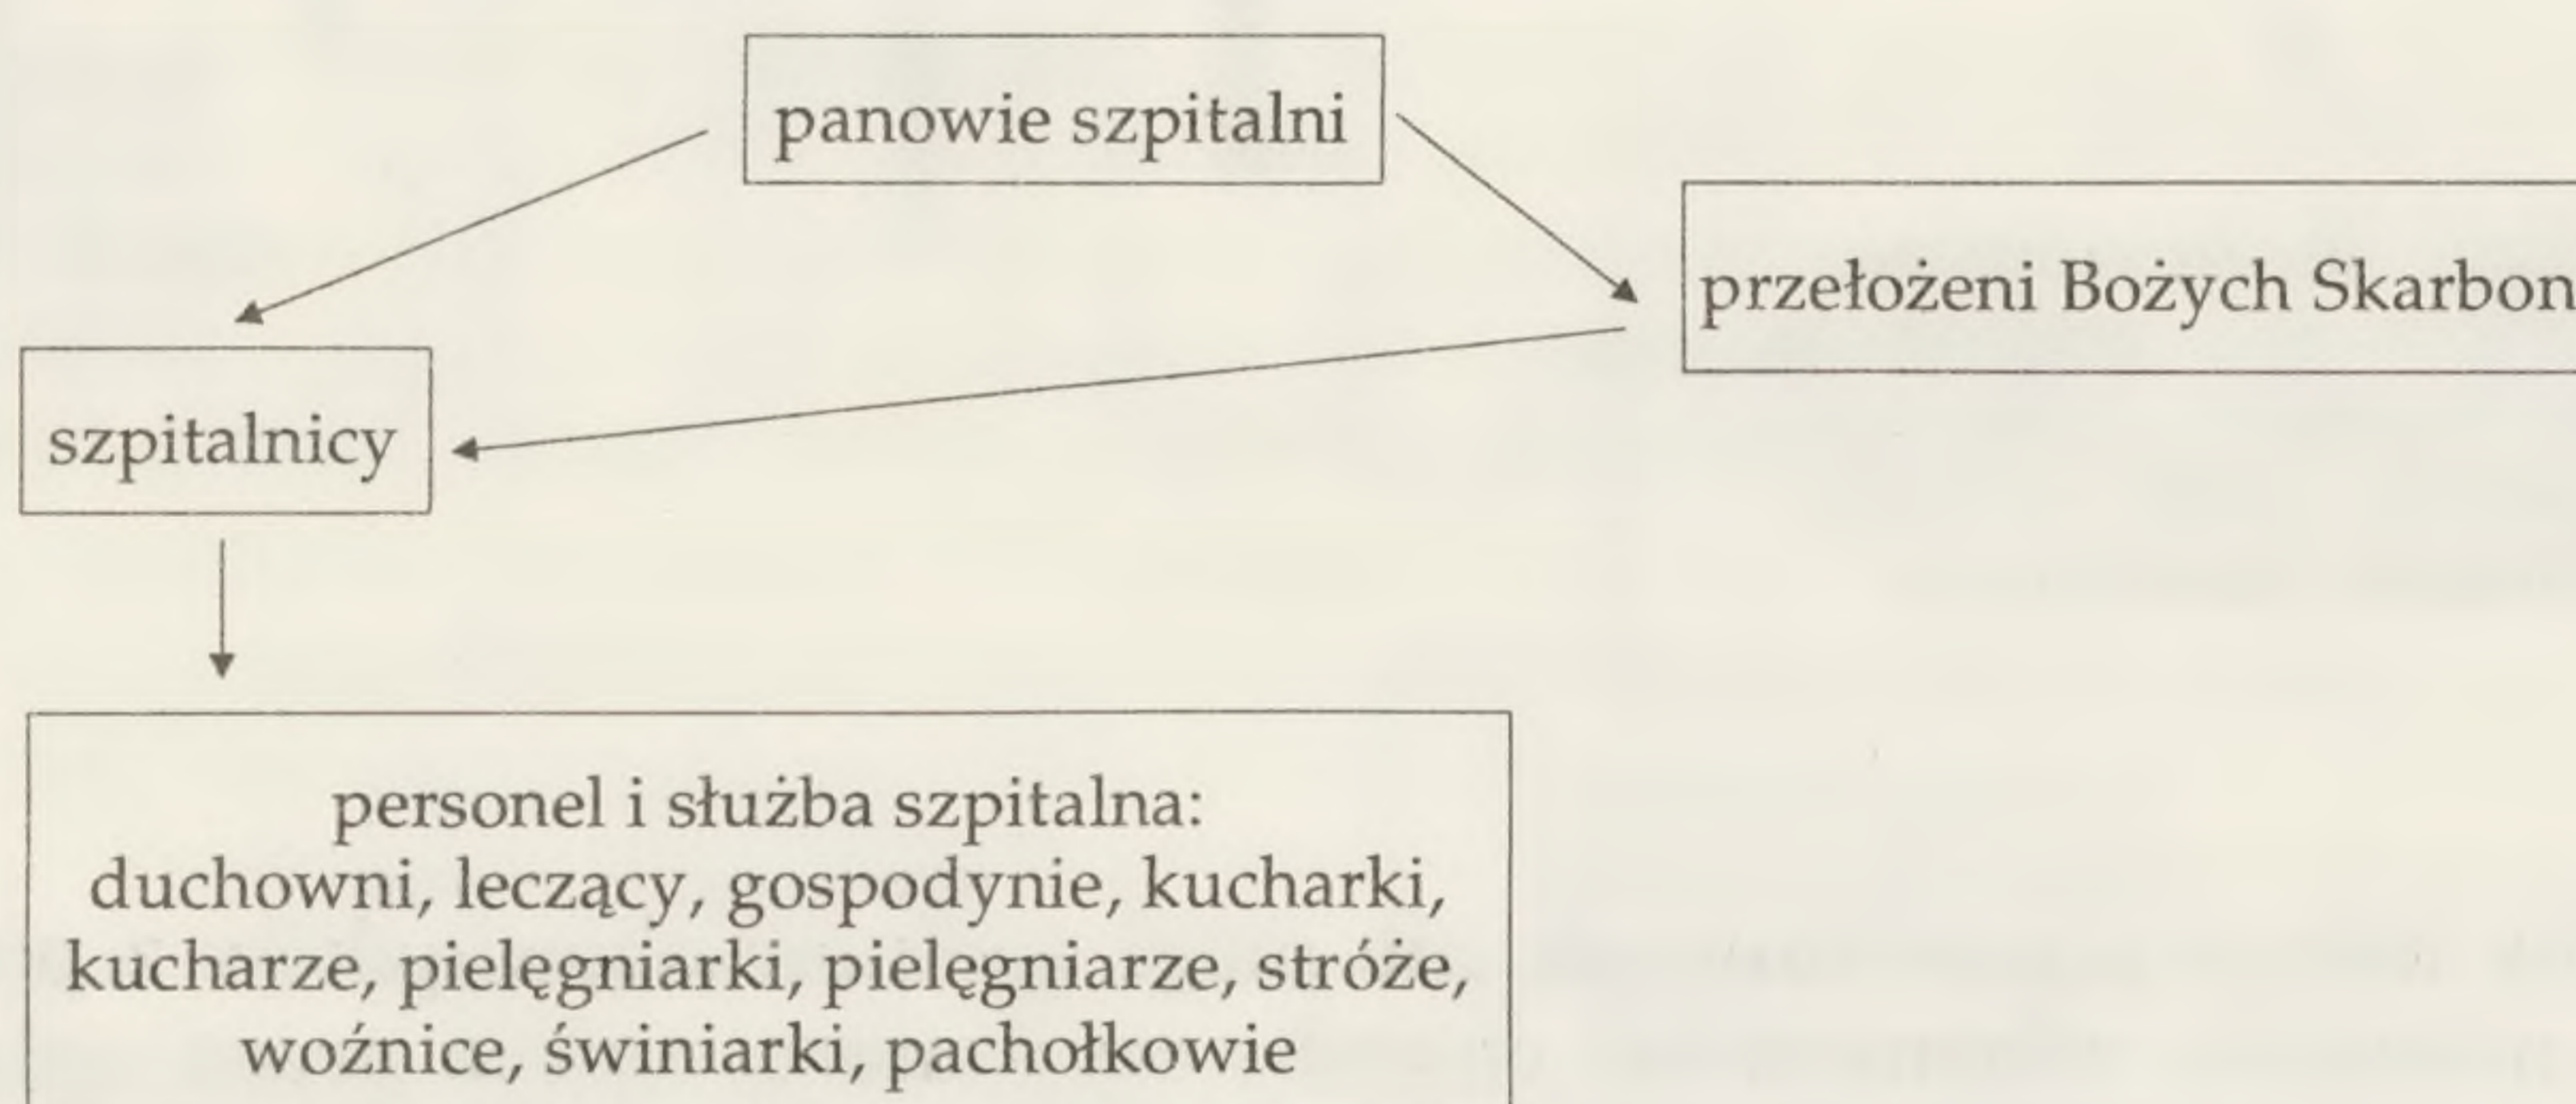 panowie szpitalni
przełożeni Bożych Skarbon
szpitalnicy
personel i służba szpitalna:
duchowni, leczący, gospodynie, kucharki,
kucharze, pielęgniarki, pielęgniarze, stróże,
woźnice, świniarki, pachołkowie